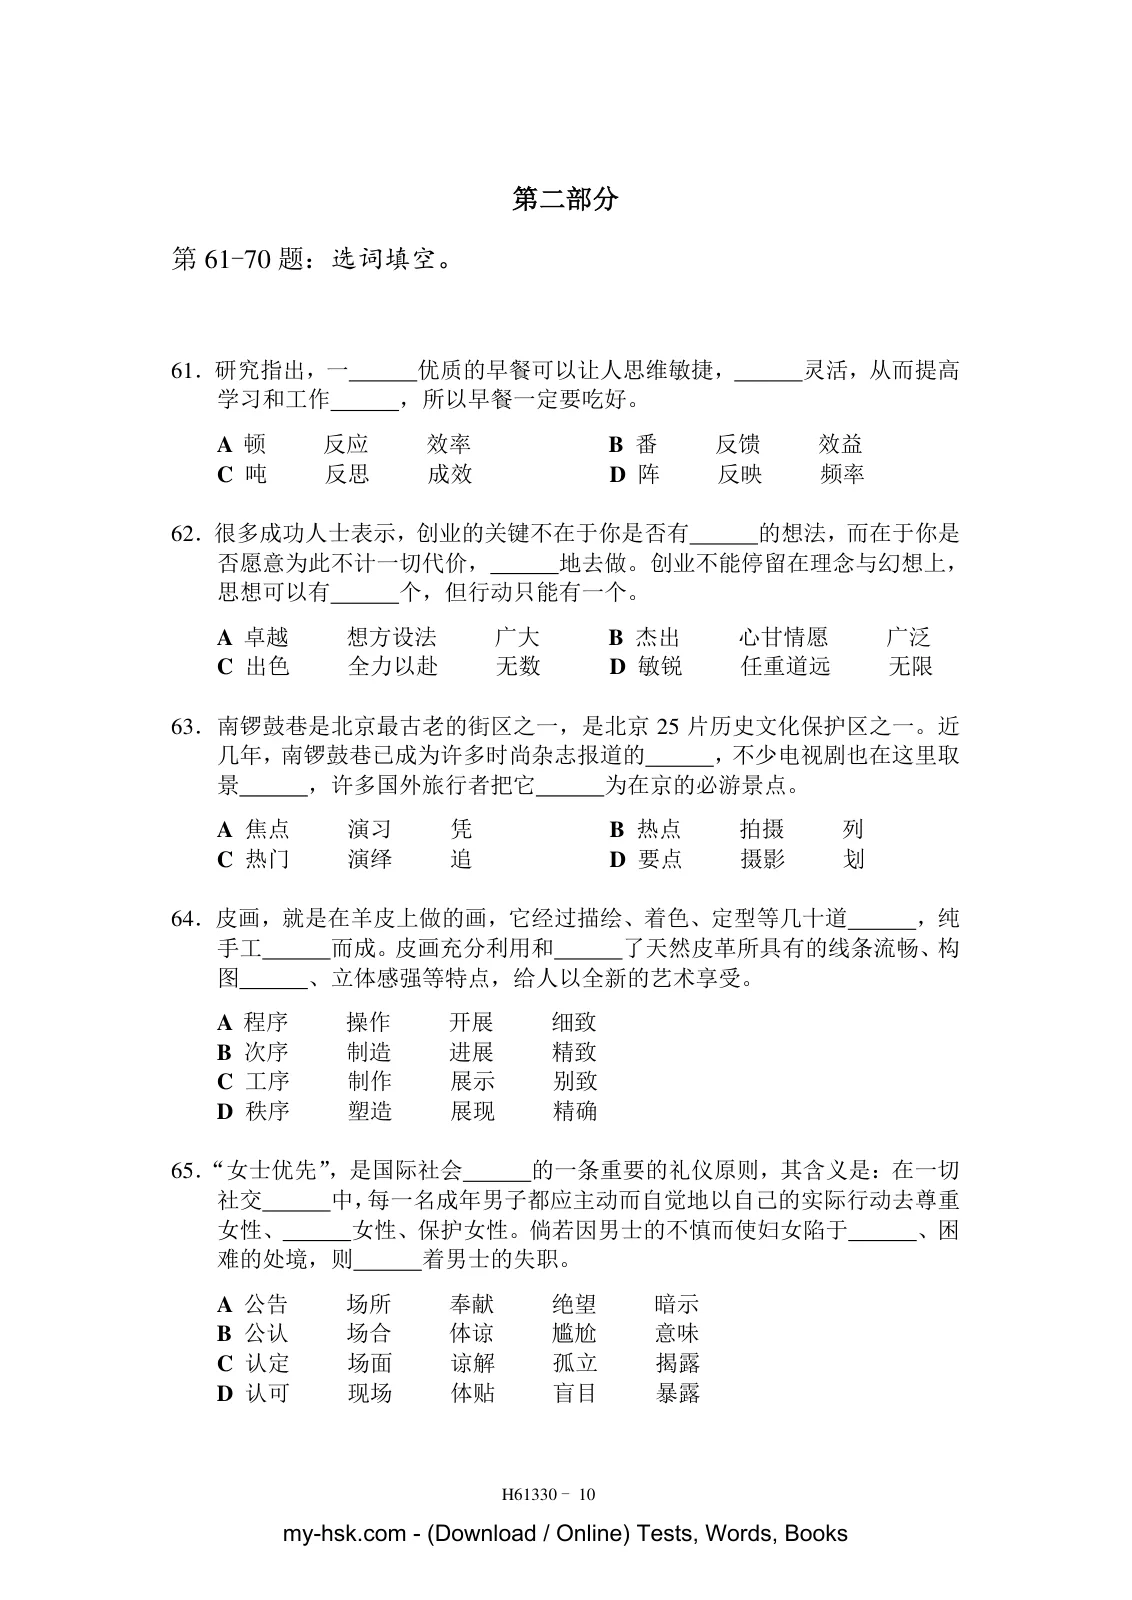 第二部分
第 61-70 题：选词填空。
61．研究指出，一______优质的早餐可以让人思维敏捷，______灵活，从而提高
学习和工作______，所以早餐一定要吃好。
A 顿 反应 效率 B 番 反馈 效益
C 吨 反思 成效 D 阵 反映 频率
62．很多成功人士表示，创业的关键不在于你是否有______的想法，而在于你是
否愿意为此不计一切代价，______地去做。创业不能停留在理念与幻想上，
思想可以有______个，但行动只能有一个。
A 卓越 想方设法 广大 B 杰出 心甘情愿 广泛
C 出色 全力以赴 无数 D 敏锐 任重道远 无限
63．南锣鼓巷是北京最古老的街区之一，是北京 25 片历史文化保护区之一。近
几年，南锣鼓巷已成为许多时尚杂志报道的______，不少电视剧也在这里取
景______，许多国外旅行者把它______为在京的必游景点。
A 焦点 演习 凭 B 热点 拍摄 列
C 热门 演绎 追 D 要点 摄影 划
64．皮画，就是在羊皮上做的画，它经过描绘、着色、定型等几十道______，纯
手工______而成。皮画充分利用和______了天然皮革所具有的线条流畅、构
图______、立体感强等特点，给人以全新的艺术享受。
A 程序 操作 开展 细致
B 次序 制造 进展 精致
C 工序 制作 展示 别致
D 秩序 塑造 展现 精确
65．“女士优先”，是国际社会______的一条重要的礼仪原则，其含义是：在一切
社交______中，每一名成年男子都应主动而自觉地以自己的实际行动去尊重
女性、______女性、保护女性。倘若因男士的不慎而使妇女陷于______、困
难的处境，则______着男士的失职。
A 公告 场所 奉献 绝望 暗示
B 公认 场合 体谅 尴尬 意味
C 认定 场面 谅解 孤立 揭露
D 认可 现场 体贴 盲目 暴露
H61330－ 10
my-hsk.com - (Download / Online) Tests, Words, Books